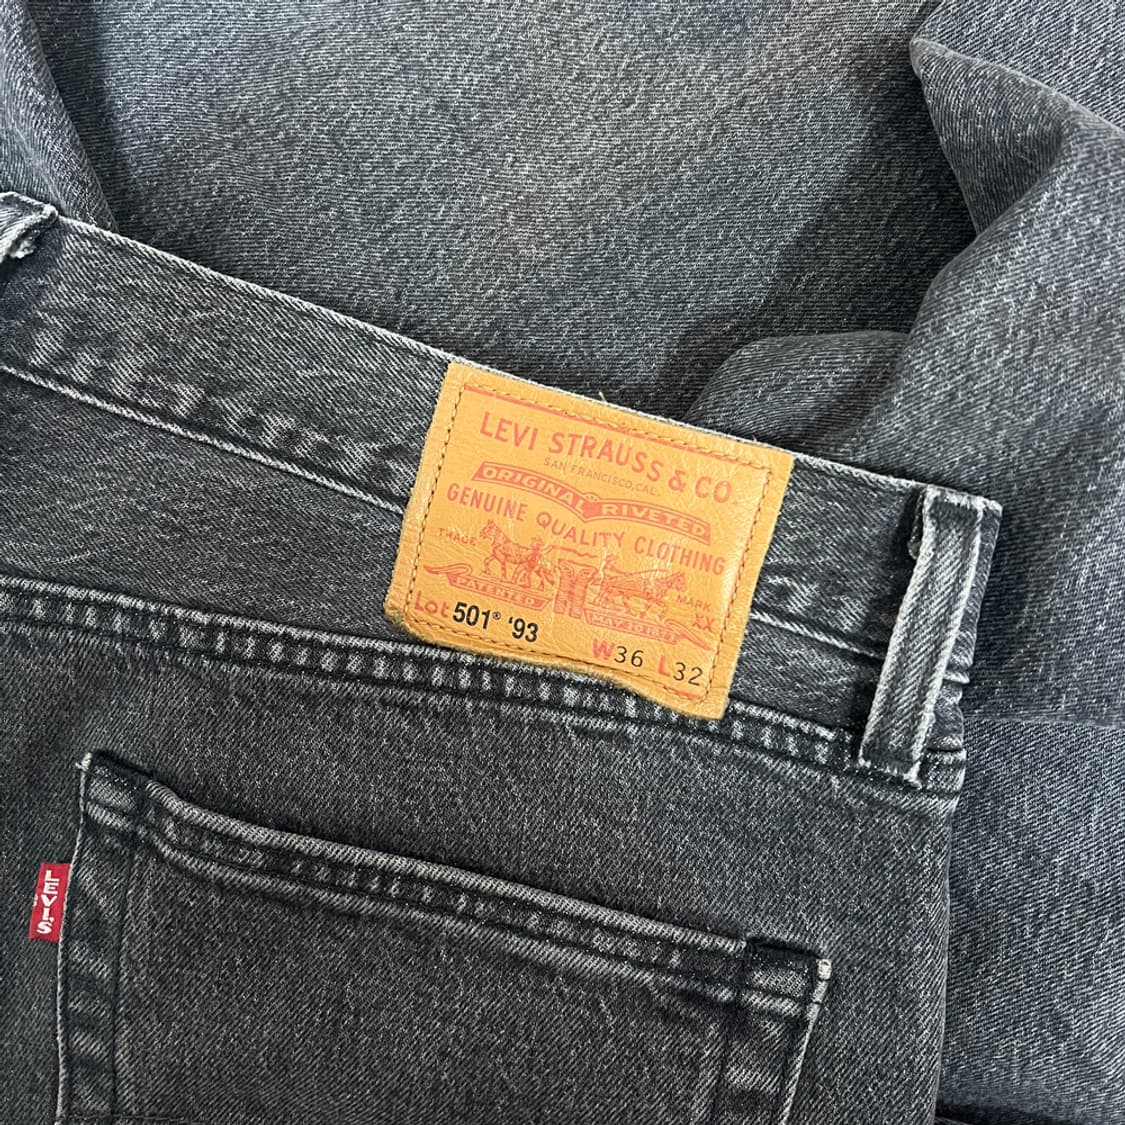 LEVI STRAUSS & CO.
SAN FRANCISCO, CAL.
ORIGINAL RIVETED
GENUINE QUALITY CLOTHING
TRADE MARK
PATENTED MAY 20 1873
XX
Lot 501® '93
W36 L32
LEVI'S